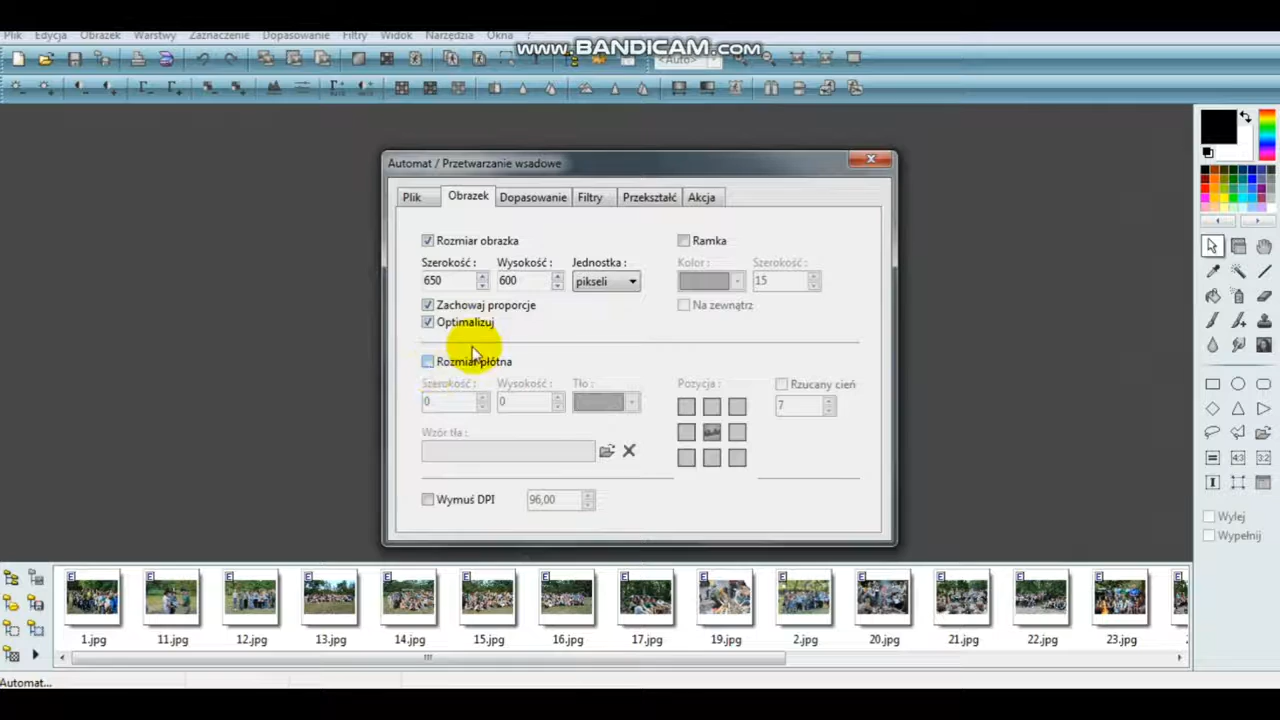 Plik Edycja Obrazek Warstwy Zaznaczenie Dopasowanie Filtry Widok Narzędzia Okna ?
www.BANDICAM.com
<Auto>
Automat / Przetwarzanie wsadowe
Plik Obrazek Dopasowanie Filtry Przekształć Akcja
Rozmiar obrazka
Ramka
Szerokość : Wysokość : Jednostka :
Kolor : Szerokość :
650 600 pikseli
15
Zachowaj proporcje
Na zewnątrz
Optimalizuj
Rozmiar płótna
Szerokość : Wysokość : Tło :
Pozycja : Rzucany cień
0 0
7
Wzór tła :
Wymuś DPI 96,00
Wylej
Wypełnij
1.jpg 11.jpg 12.jpg 13.jpg 14.jpg 15.jpg 16.jpg 17.jpg 19.jpg 2.jpg 20.jpg 21.jpg 22.jpg 23.jpg
Automat...